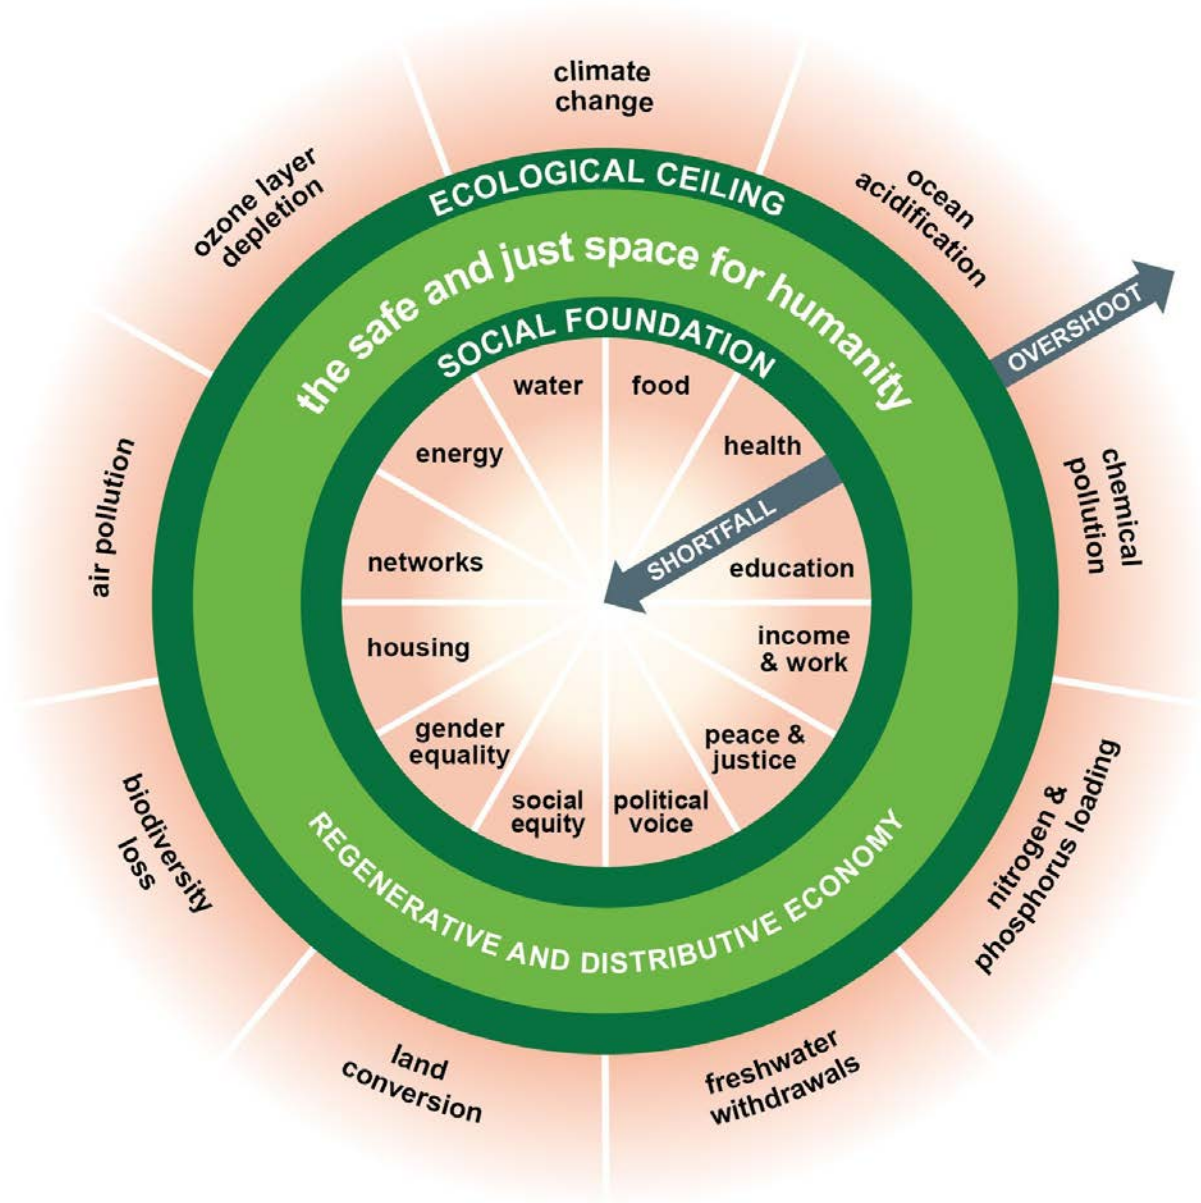 climate
change
ocean
acidification
OVERSHOOT
chemical
pollution
nitrogen &
phosphorus loading
freshwater
withdrawals
land
conversion
biodiversity
loss
air pollution
ozone layer
depletion
ECOLOGICAL CEILING
the safe and just space for humanity
SOCIAL FOUNDATION
water
food
health
SHORTFALL
education
income
& work
peace &
justice
political
voice
social
equity
gender
equality
housing
networks
energy
REGENERATIVE AND DISTRIBUTIVE ECONOMY